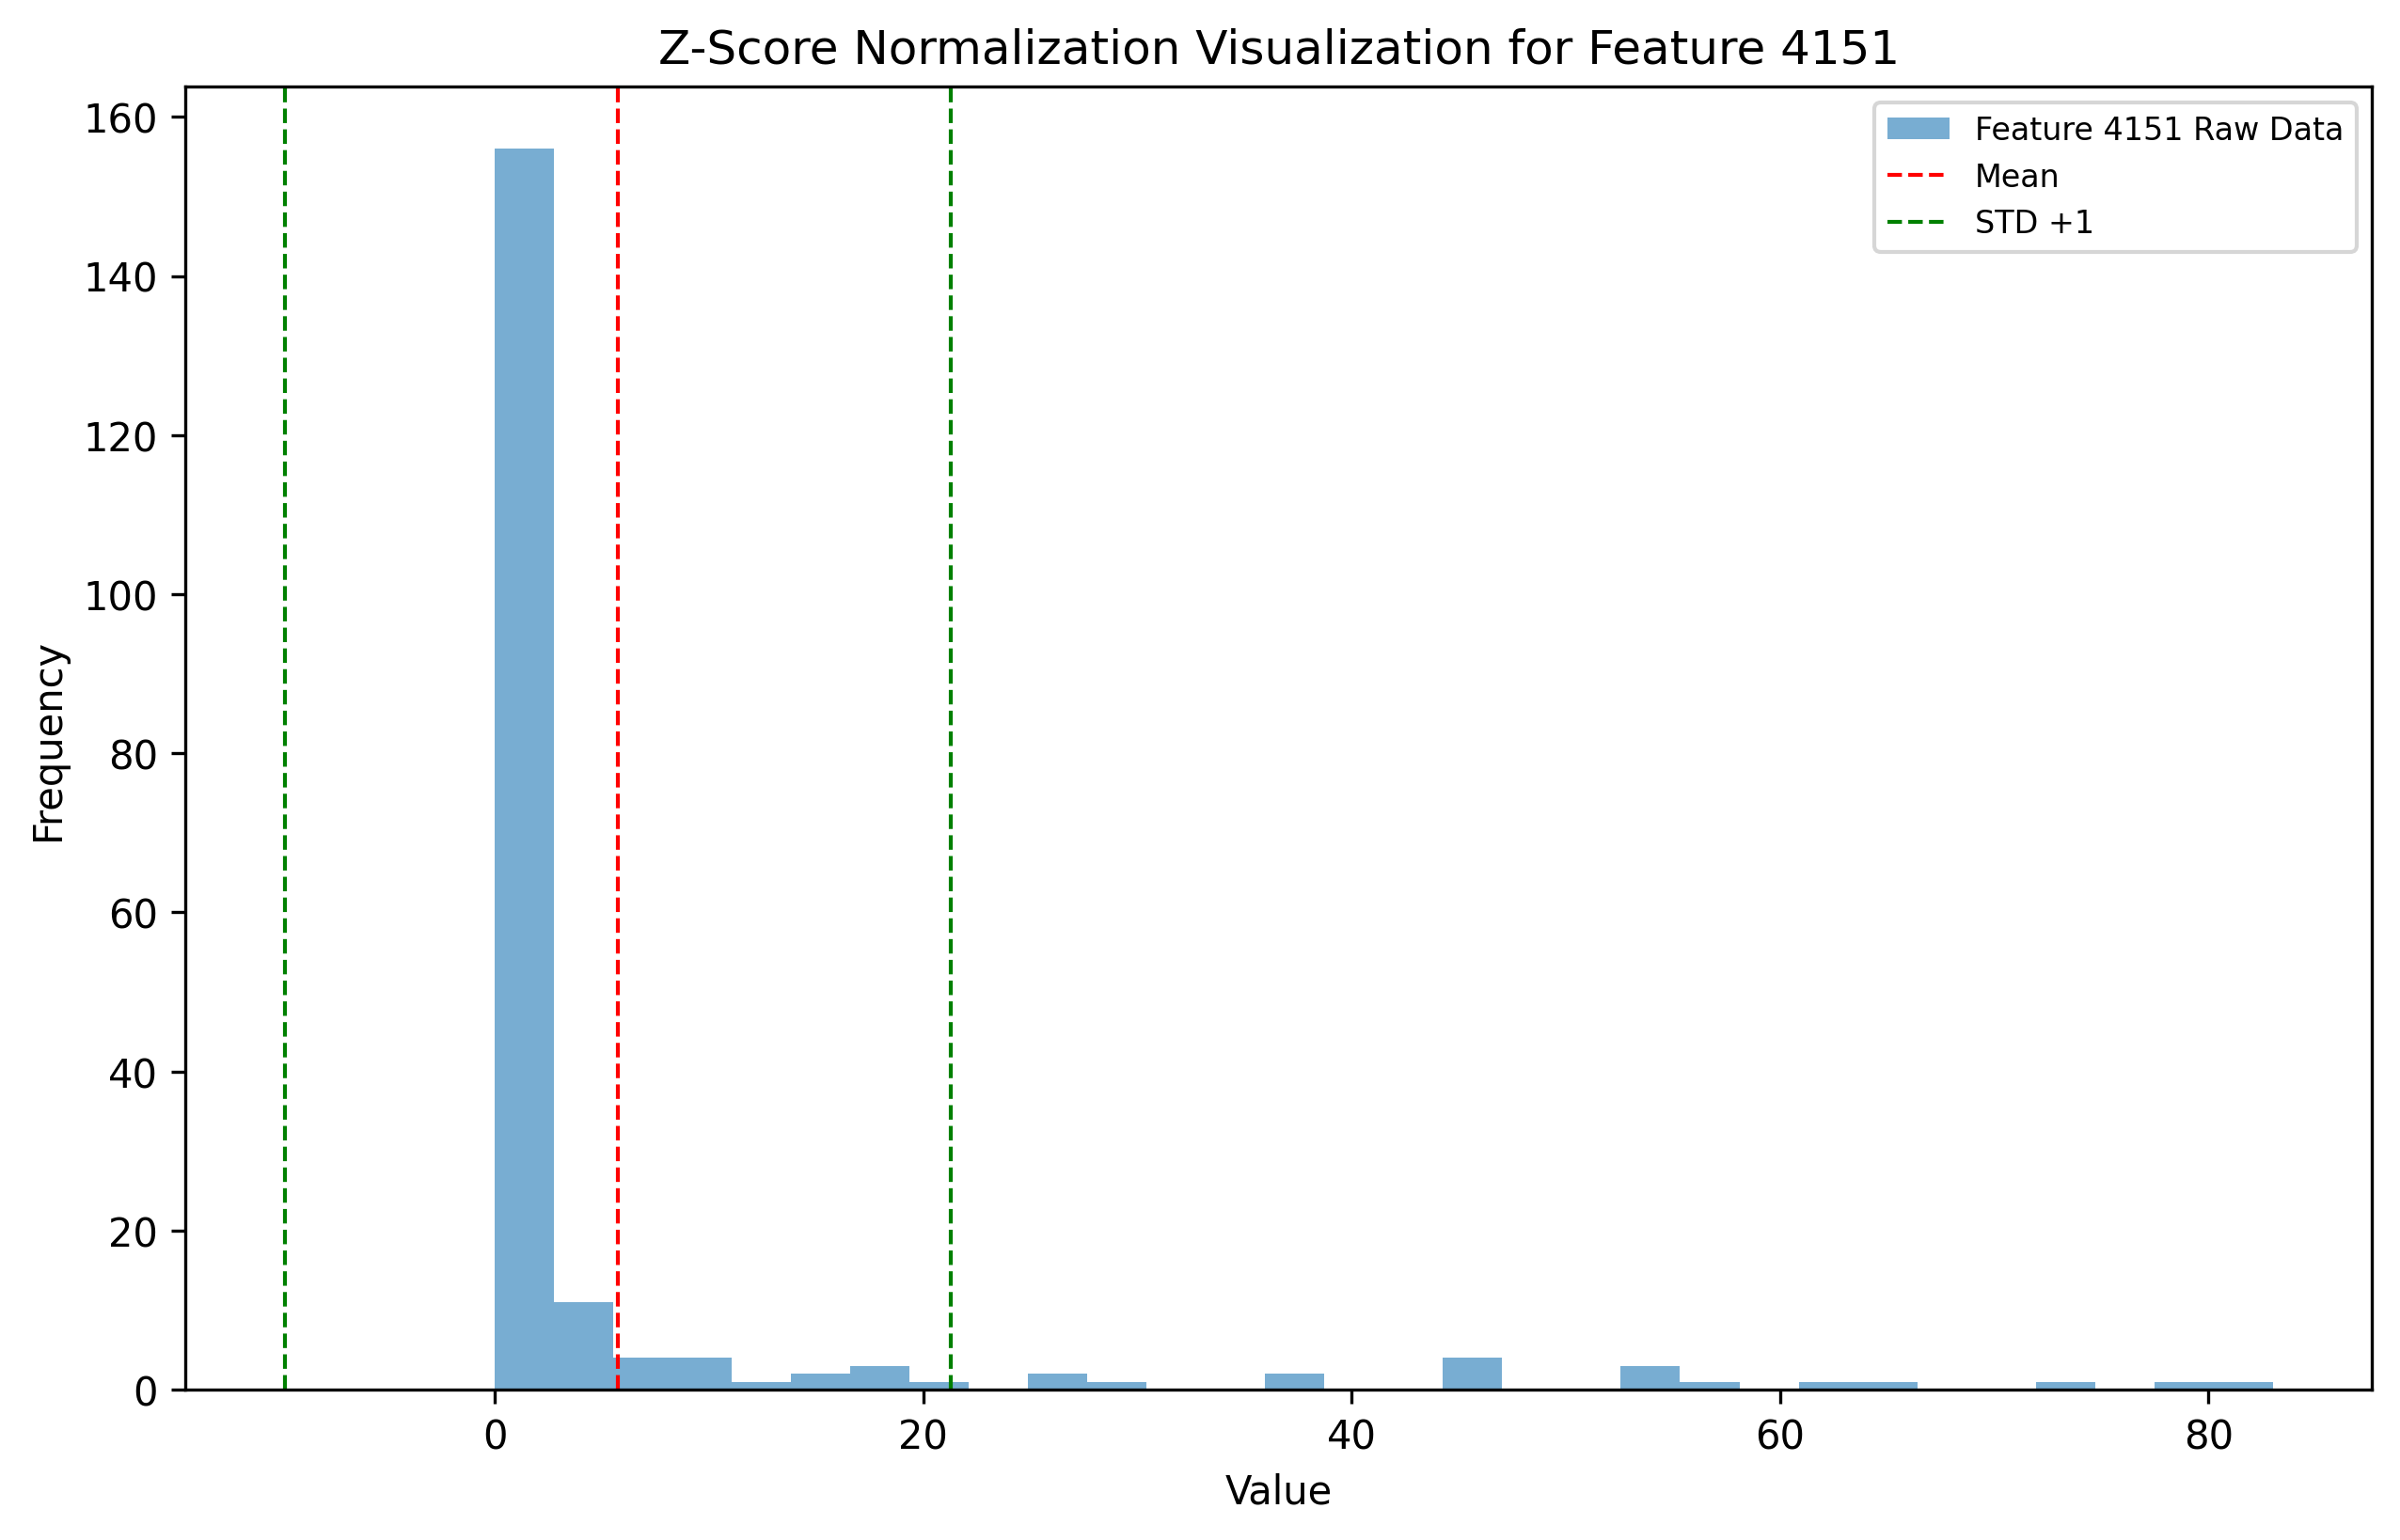 Z-Score Normalization Visualization for Feature 4151
Feature 4151 Raw Data
Mean
STD +1
160
140
120
100
80
60
40
20
0
Frequency
0 20 40 60 80
Value